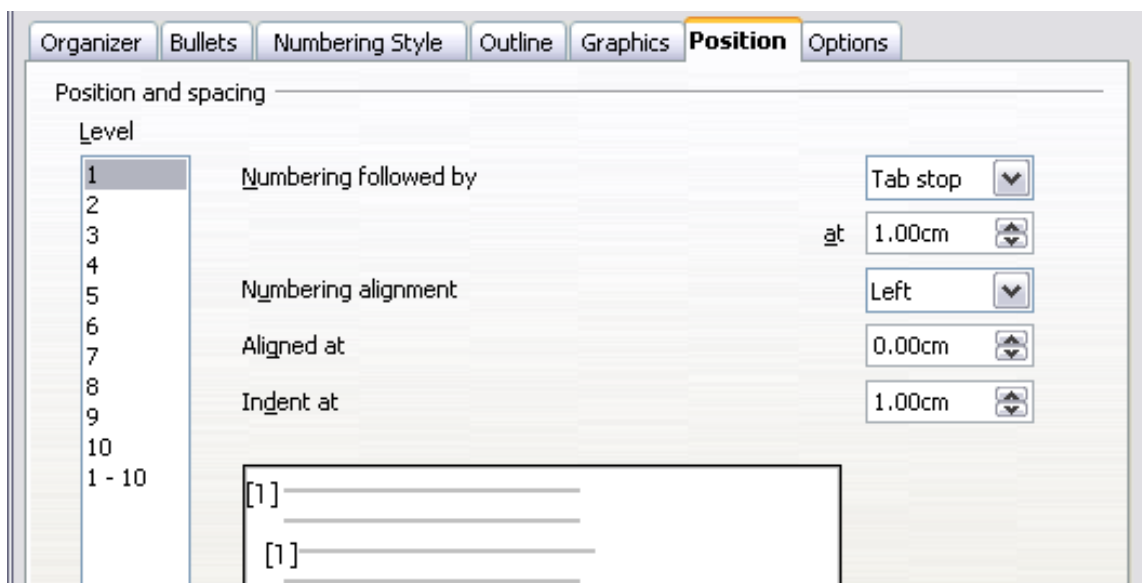 Organizer Bullets Numbering Style Outline Graphics Position Options
Position and spacing
Level
1 Numbering followed by Tab stop
2
3 at 1.00cm
4
5 Numbering alignment Left
6
7 Aligned at 0.00cm
8
9 Indent at 1.00cm
10
1 - 10
[1]
[1]